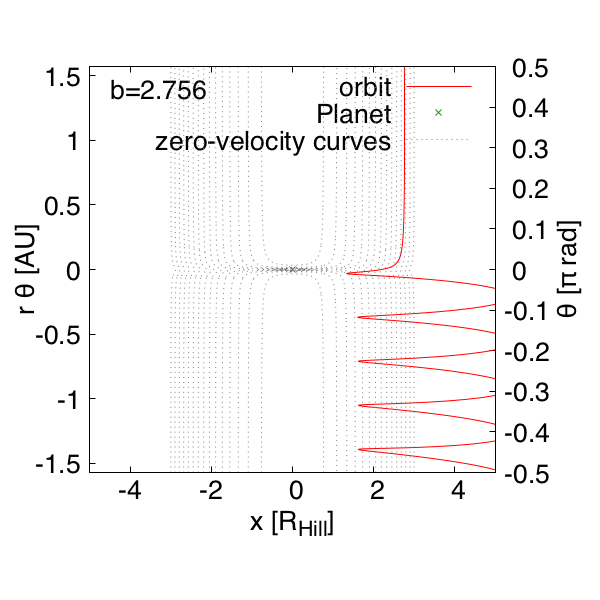 b=2.756
orbit
Planet
zero-velocity curves
1.5
1
0.5
0
-0.5
-1
-1.5
r θ [AU]
0.5
0.4
0.3
0.2
0.1
0
-0.1
-0.2
-0.3
-0.4
-0.5
θ [π rad]
-4 -2 0 2 4
x [R_Hill]